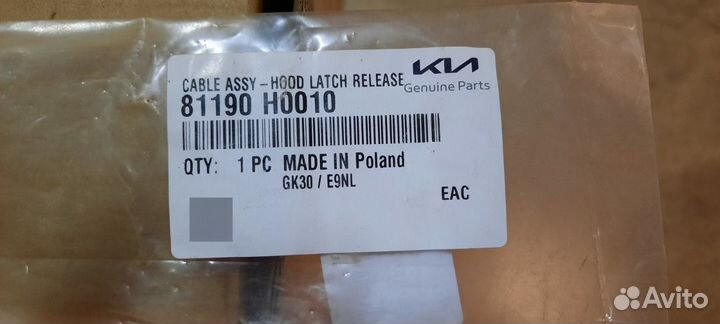 CABLE ASSY-HOOD LATCH RELEASE
KIA
81190 H0010
Genuine Parts
QTY: 1 PC MADE IN Poland
GK30 / E9NL
EAC
Avito